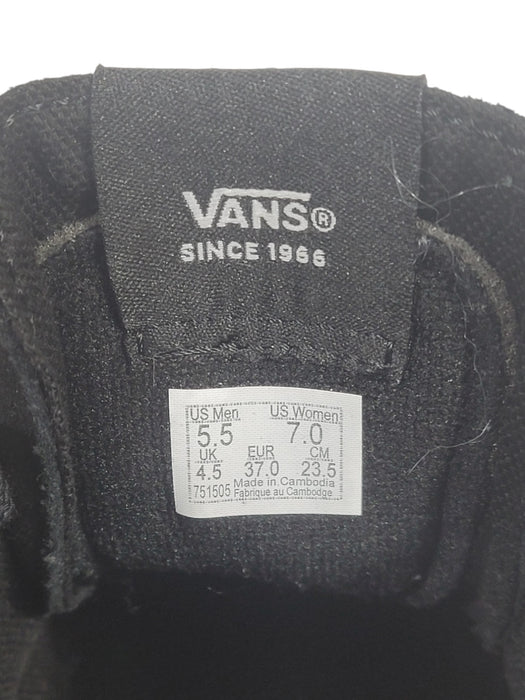 VANS®
SINCE 1966
US Men US Women
5.5 7.0
UK EUR CM
4.5 37.0 23.5
751505 Made in Cambodia
Fabrique au Cambodge